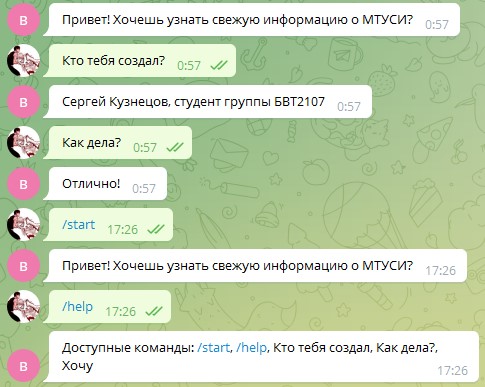 В
Привет! Хочешь узнать свежую информацию о МТУСИ? 0:57
Кто тебя создал? 0:57
В
Сергей Кузнецов, студент группы БВТ2107 0:57
Как дела? 0:57
В
Отлично! 0:57
/start 17:26
В
Привет! Хочешь узнать свежую информацию о МТУСИ? 17:26
/help 17:26
Доступные команды: /start, /help, Кто тебя создал, Как дела?,
В
Хочу 17:26